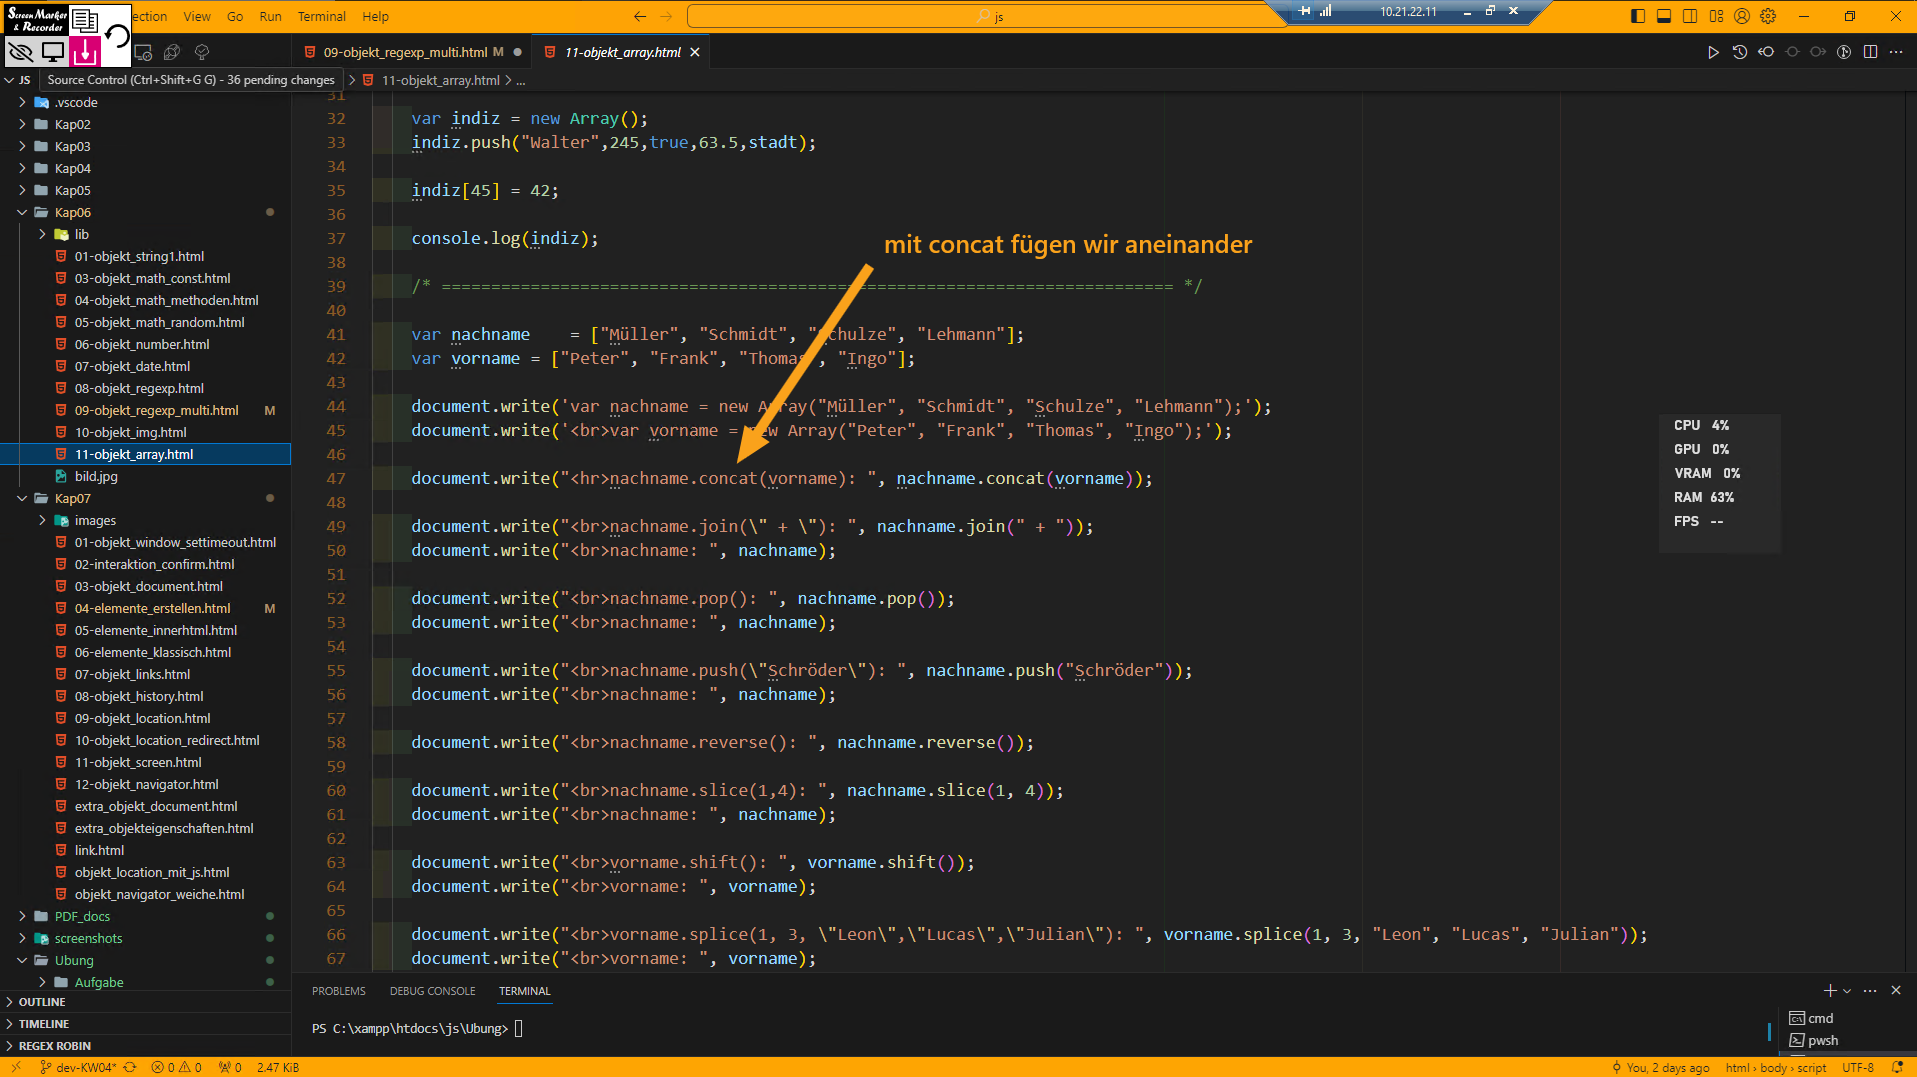 Screen Marker & Recorder
ection View Go Run Terminal Help
js
10.21.22.11
09-objekt_regexp_multi.html M
11-objekt_array.html
JS
Source Control (Ctrl+Shift+G G) - 36 pending changes
11-objekt_array.html > ...
.vscode
Kap02
Kap03
Kap04
Kap05
Kap06
lib
01-objekt_string1.html
03-objekt_math_const.html
04-objekt_math_methoden.html
05-objekt_math_random.html
06-objekt_number.html
07-objekt_date.html
08-objekt_regexp.html
09-objekt_regexp_multi.html M
10-objekt_img.html
11-objekt_array.html
bild.jpg
Kap07
images
01-objekt_window_settimeout.html
02-interaktion_confirm.html
03-objekt_document.html
04-elemente_erstellen.html M
05-elemente_innerhtml.html
06-elemente_klassisch.html
07-objekt_links.html
08-objekt_history.html
09-objekt_location.html
10-objekt_location_redirect.html
11-objekt_screen.html
12-objekt_navigator.html
extra_objekt_document.html
extra_objekteigenschaften.html
link.html
objekt_location_mit_js.html
objekt_navigator_weiche.html
PDF_docs
screenshots
Übung
Aufgabe
OUTLINE
TIMELINE
REGEX ROBIN
31
32 var indiz = new Array();
33 indiz.push("Walter",245,true,63.5,stadt);
34
35 indiz[45] = 42;
36
37 console.log(indiz);
mit concat fügen wir aneinander
38
39 /* ========================================================================== */
40
41 var nachname    = ["Müller", "Schmidt", "Schulze", "Lehmann"];
42 var vorname = ["Peter", "Frank", "Thomas", "Ingo"];
43
44 document.write('var nachname = new Array("Müller", "Schmidt", "Schulze", "Lehmann");');
45 document.write('<br>var vorname = new Array("Peter", "Frank", "Thomas", "Ingo");');
46
47 document.write("<hr>nachname.concat(vorname): ", nachname.concat(vorname));
48
49 document.write("<br>nachname.join(\" + \"): ", nachname.join(" + "));
50 document.write("<br>nachname: ", nachname);
51
52 document.write("<br>nachname.pop(): ", nachname.pop());
53 document.write("<br>nachname: ", nachname);
54
55 document.write("<br>nachname.push(\"Schröder\"): ", nachname.push("Schröder"));
56 document.write("<br>nachname: ", nachname);
57
58 document.write("<br>nachname.reverse(): ", nachname.reverse());
59
60 document.write("<br>nachname.slice(1,4): ", nachname.slice(1, 4));
61 document.write("<br>nachname: ", nachname);
62
63 document.write("<br>vorname.shift(): ", vorname.shift());
64 document.write("<br>vorname: ", vorname);
65
66 document.write("<br>vorname.splice(1, 3, \"Leon\",\"Lucas\",\"Julian\"): ", vorname.splice(1, 3, "Leon", "Lucas", "Julian"));
67 document.write("<br>vorname: ", vorname);
CPU 4%
GPU 0%
VRAM 0%
RAM 63%
FPS --
PROBLEMS DEBUG CONSOLE TERMINAL
PS C:\xampp\htdocs\js\Übung>
cmd
pwsh
dev-KW04* 0 0 0 2.47 KiB
You, 2 days ago html > body > script UTF-8